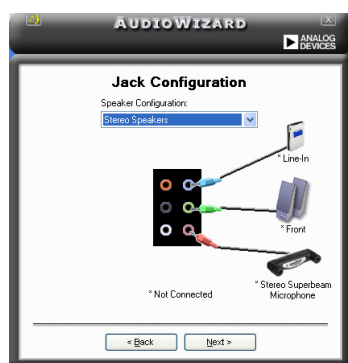 AUDIOWIZARD
ANALOG
DEVICES
Jack Configuration
Speaker Configuration:
Stereo Speakers
* Line-In
* Front
* Stereo Superbeam
Microphone
* Not Connected
< Back
Next >